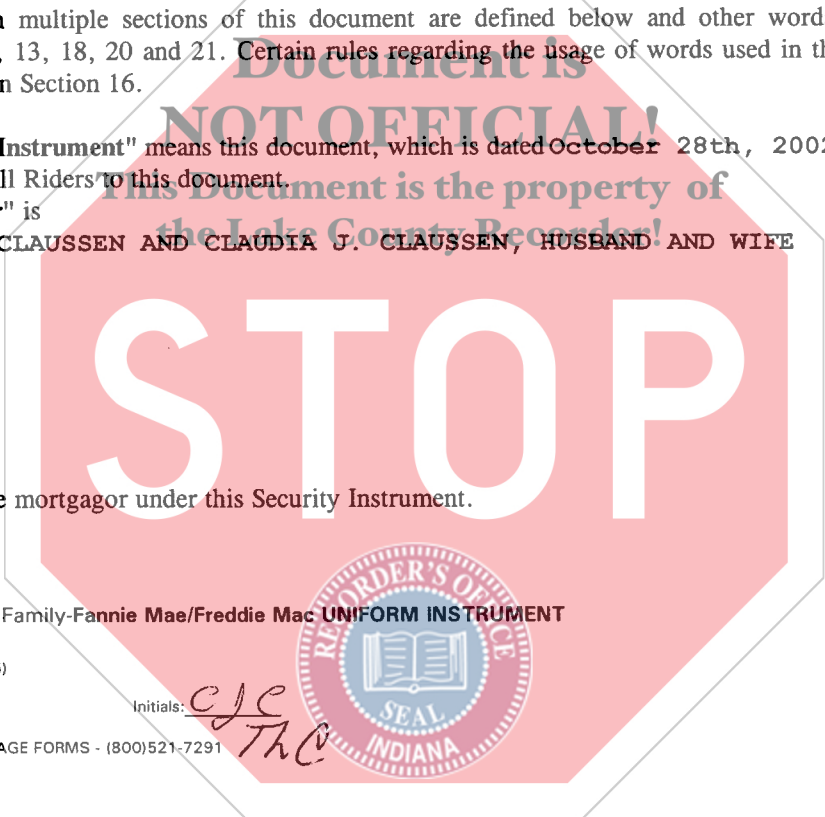 multiple sections of this document are defined below and other word
13, 18, 20 and 21. Certain rules regarding the usage of words used in th
n Section 16.
Document is
NOT OFFICIAL!
Instrument" means this document, which is dated October 28th, 2002
ll Riders to this document.
This Document is the property of
" is
the Lake County Recorder!
CLAUSSEN AND CLAUDIA J. CLAUSSEN, HUSBAND AND WIFE
STOP
e mortgagor under this Security Instrument.
Family-Fannie Mae/Freddie Mac UNIFORM INSTRUMENT
RECORDER'S OFFICE
SEAL
INDIANA
Initials: CJC
ThC
AGE FORMS - (800)521-7291